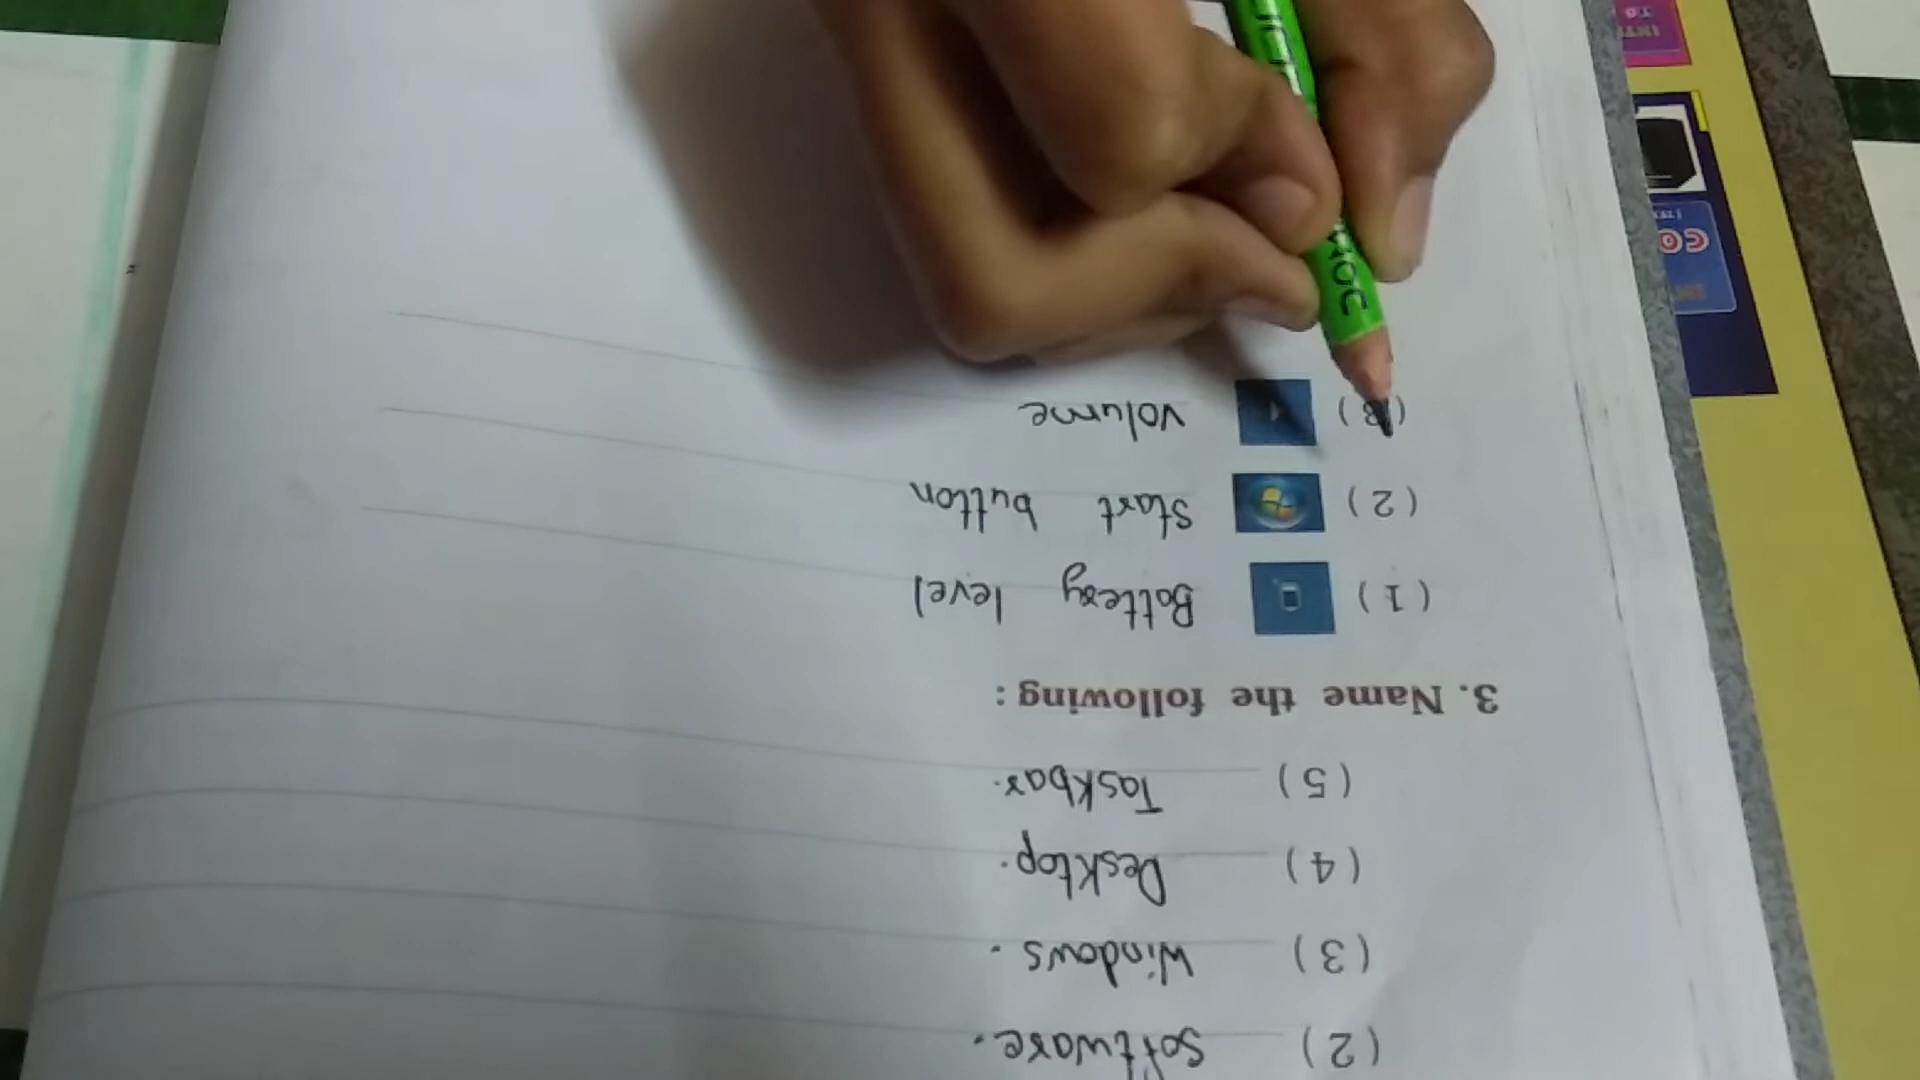 (2) Software.
(3) Windows.
(4) Desktop.
(5) Taskbar.
3. Name the following :
(1) Battery level
(2) Start button
(3) Volume